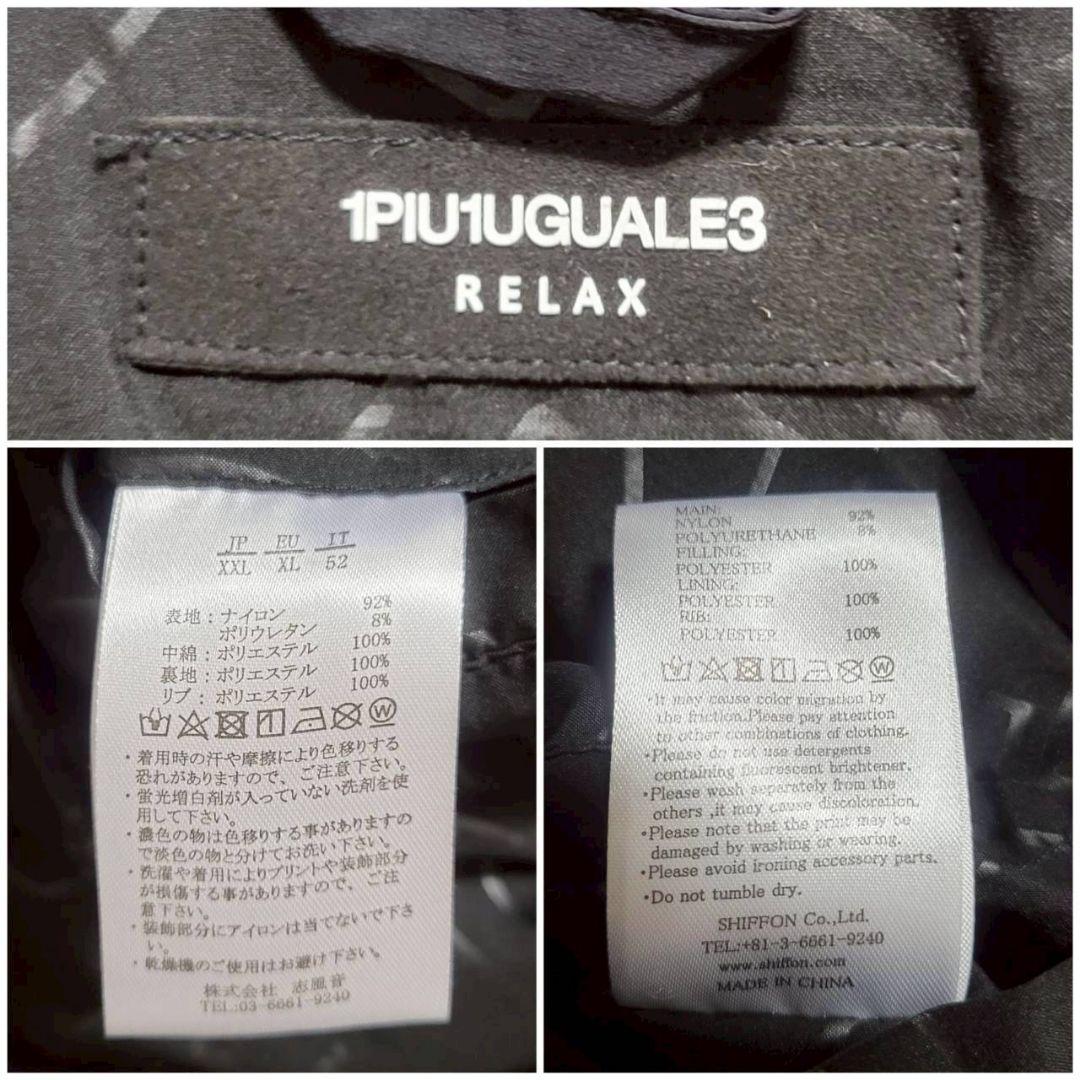 1PIU1UGUALE3
RELAX
JP EU IT
XXL XL 52
表地：ナイロン 92%
ポリウレタン 8%
中綿：ポリエステル 100%
裏地：ポリエステル 100%
リブ：ポリエステル 100%
・着用時の汗や摩擦により色移りする
恐れがありますので、ご注意下さい。
・蛍光増白剤が入っていない洗剤を使
用して下さい。
・濃色の物は色移りする事がありますの
で淡色の物と分けてお洗い下さい。
・洗濯や着用によりプリントや装飾部分
が損傷する事がありますので、ご注
意下さい。
・装飾部分にアイロンは当てないで下さ
い。
・乾燥機のご使用はお避け下さい。
株式会社 志風音
TEL:03-6661-9240
MAIN:
NYLON 92%
POLYURETHANE 8%
FILLING:
POLYESTER 100%
LINING:
POLYESTER 100%
RIB:
POLYESTER 100%
・It may cause color migration by
the friction.Please pay attention
to other combinations of clothing.
・Please do not use detergents
containing fluorescent brightener.
・Please wash separately from the
others ,it may cause discoloration.
・Please note that the print may be
damaged by washing or wearing.
・Please avoid ironing accessory parts.
・Do not tumble dry.
SHIFFON Co.,Ltd.
TEL:+81-3-6661-9240
www.shiffon.com
MADE IN CHINA